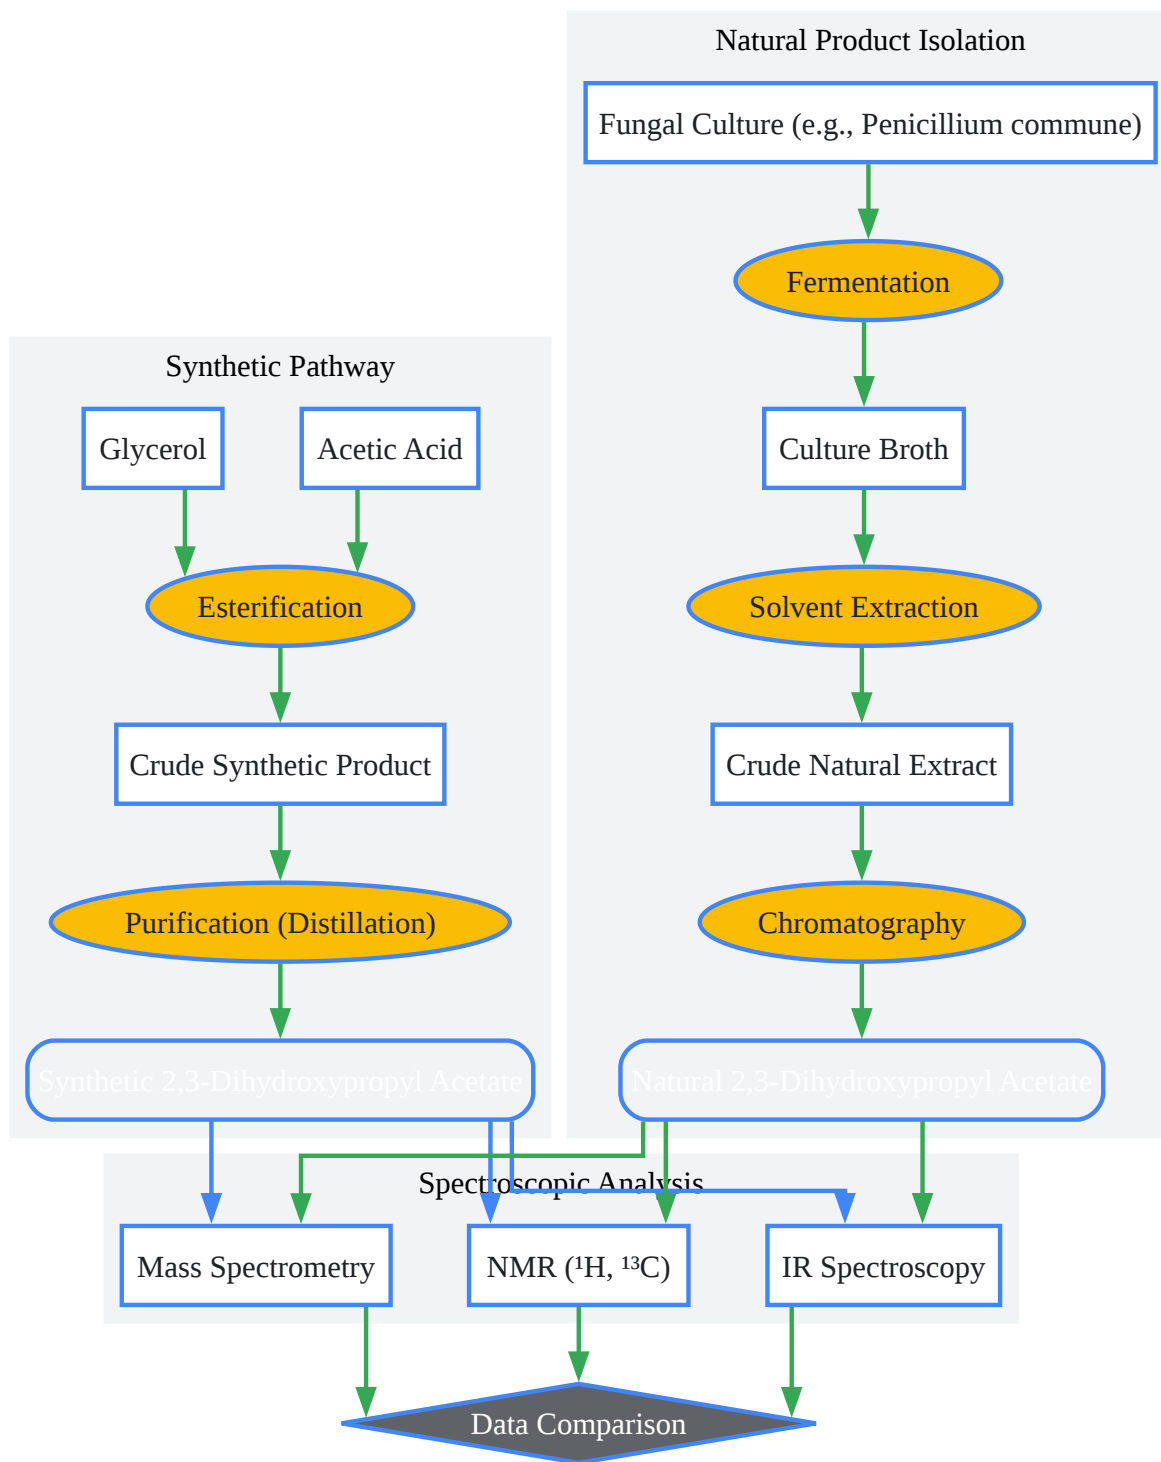 Natural Product Isolation
Fungal Culture (e.g., Penicillium commune)
Fermentation
Synthetic Pathway
Glycerol
Acetic Acid
Culture Broth
Esterification
Solvent Extraction
Crude Synthetic Product
Crude Natural Extract
Purification (Distillation)
Chromatography
Synthetic 2,3-Dihydroxypropyl Acetate
Natural 2,3-Dihydroxypropyl Acetate
Spectroscopic Analysis
Mass Spectrometry
NMR (¹H, ¹³C)
IR Spectroscopy
Data Comparison